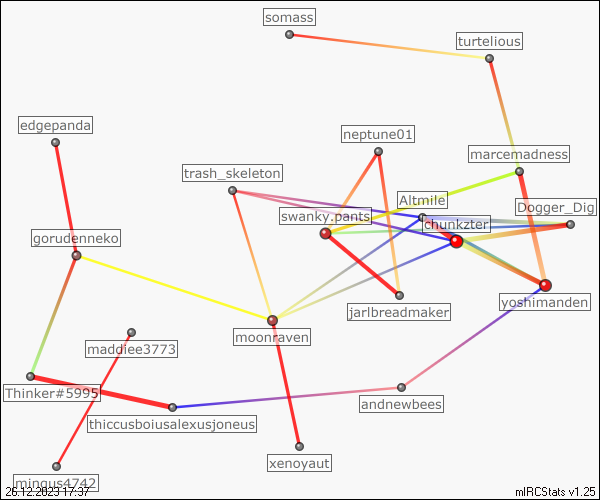 somass
turtelious
edgepanda
neptune01
marcemadness
trash_skeleton
Altmile
Dogger_Dig
swanky.pants
chunkzter
gorudenneko
yoshimanden
jarlbreadmaker
moonraven
maddiee3773
Thinker#5995
andnewbees
thiccusboiusalexusjoneus
xenoyaut
mingus4742
26.12.2023 17:37
mIRCStats v1.25